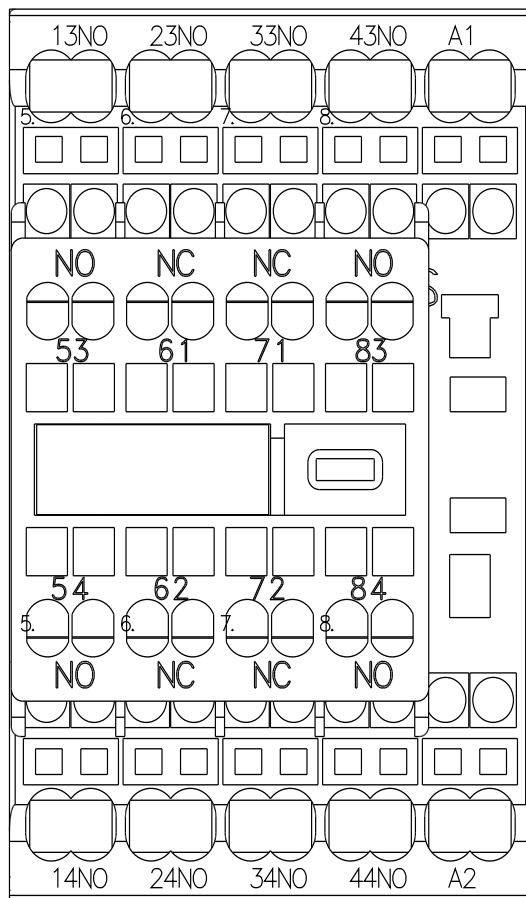 13NO 23NO 33NO 43NO A1
5. 6. 7. 8.
NO NC NC NO
53 61 71 83
54 62 72 84
5. 6. 7. 8.
NO NC NC NO
14NO 24NO 34NO 44NO A2